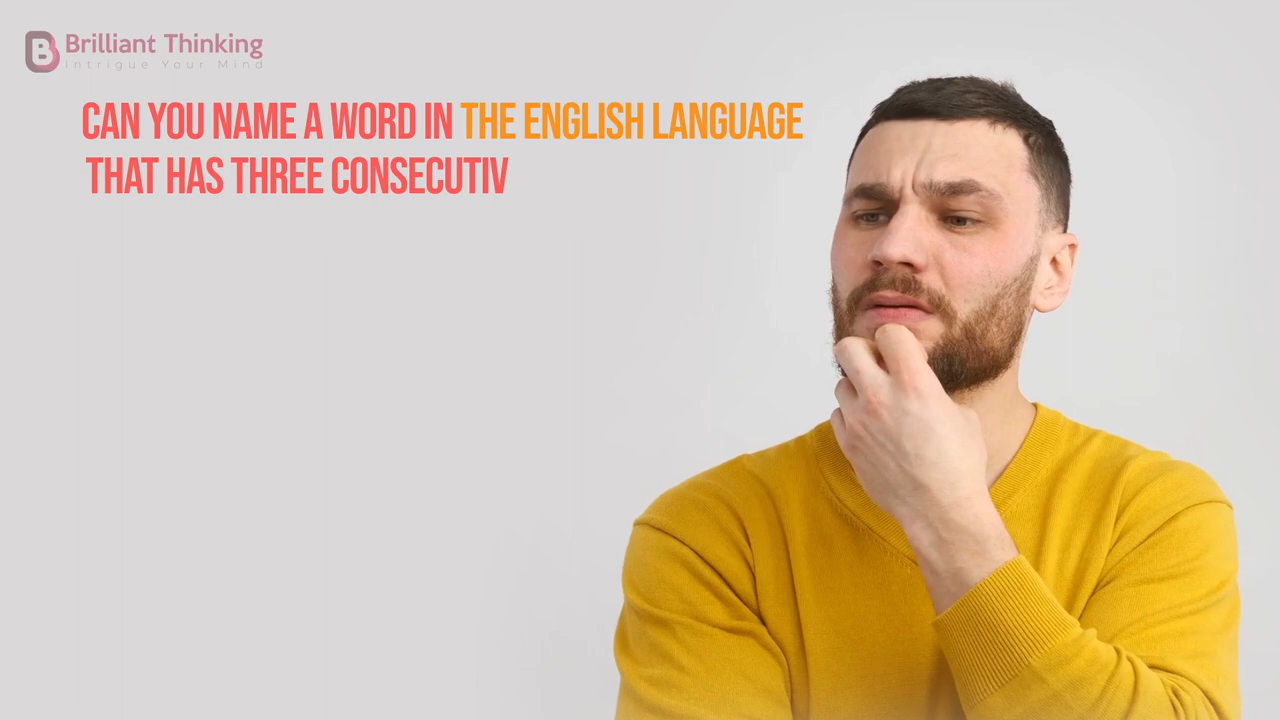 Brilliant Thinking
Intrigue Your Mind
CAN YOU NAME A WORD IN THE ENGLISH LANGUAGE
THAT HAS THREE CONSECUTIV